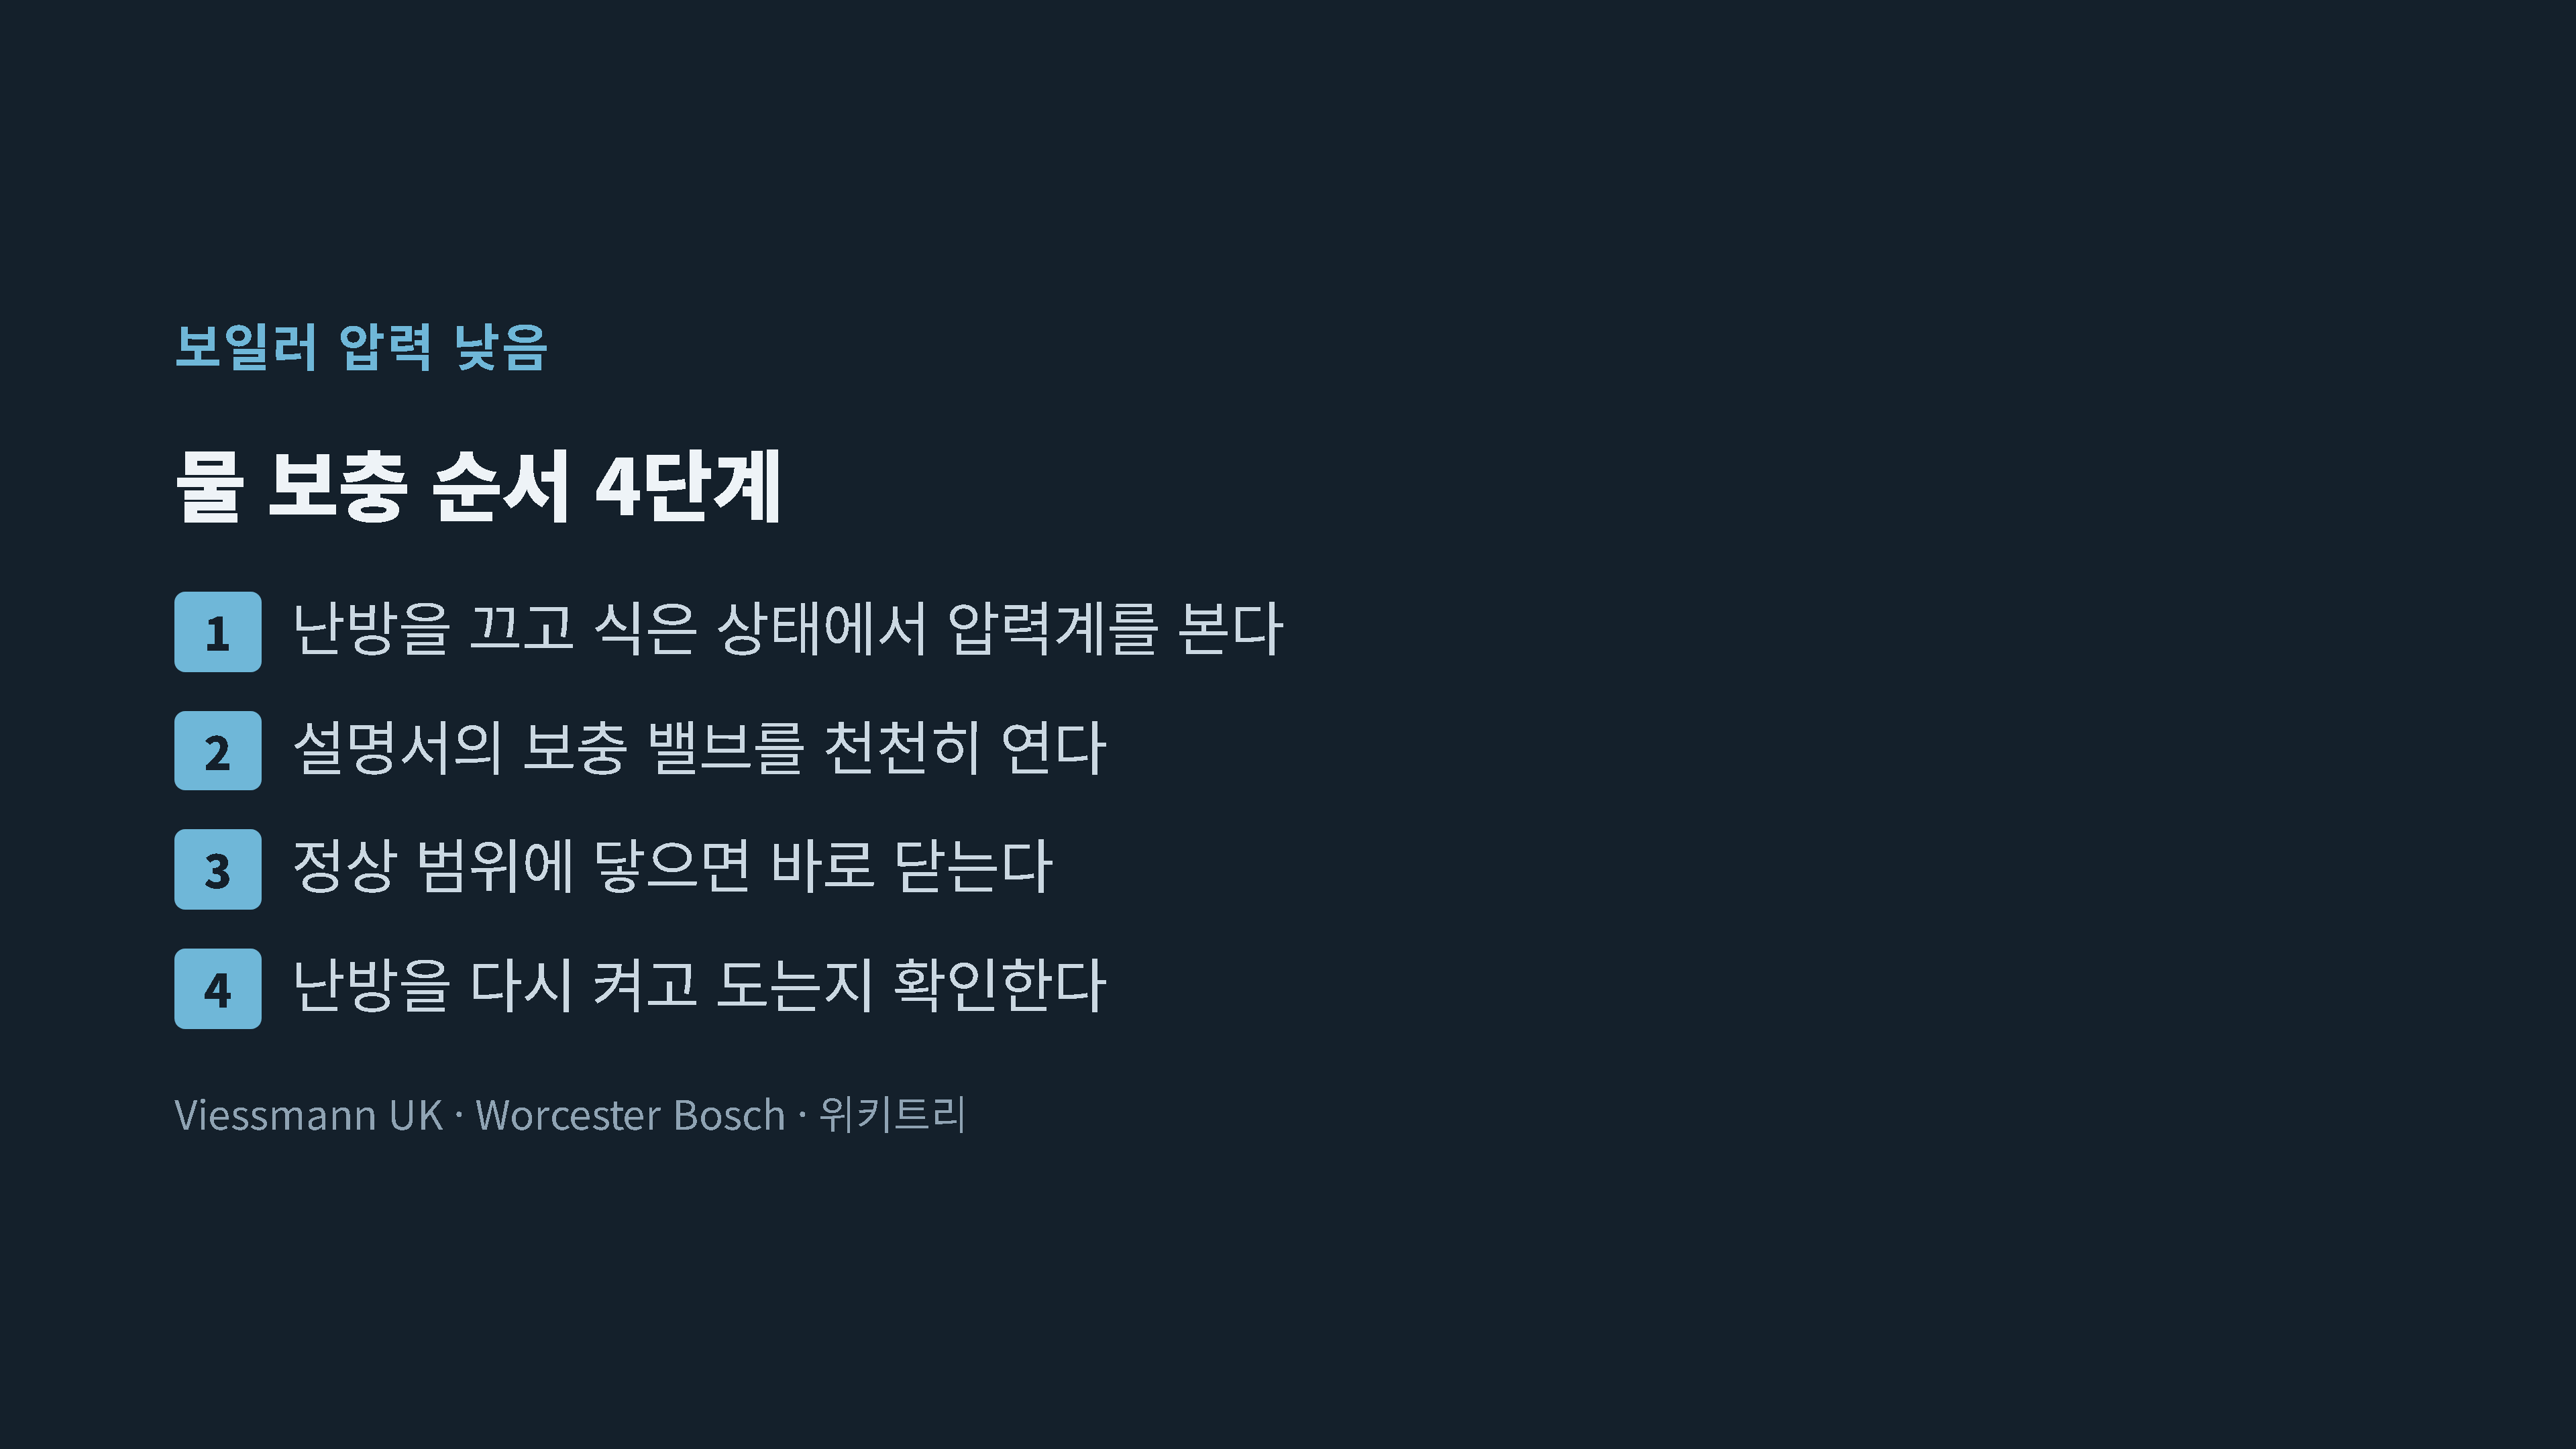 보일러 압력 낮음
물 보충 순서 4단계
1 난방을 끄고 식은 상태에서 압력계를 본다
2 설명서의 보충 밸브를 천천히 연다
3 정상 범위에 닿으면 바로 닫는다
4 난방을 다시 켜고 도는지 확인한다
Viessmann UK · Worcester Bosch · 위키트리